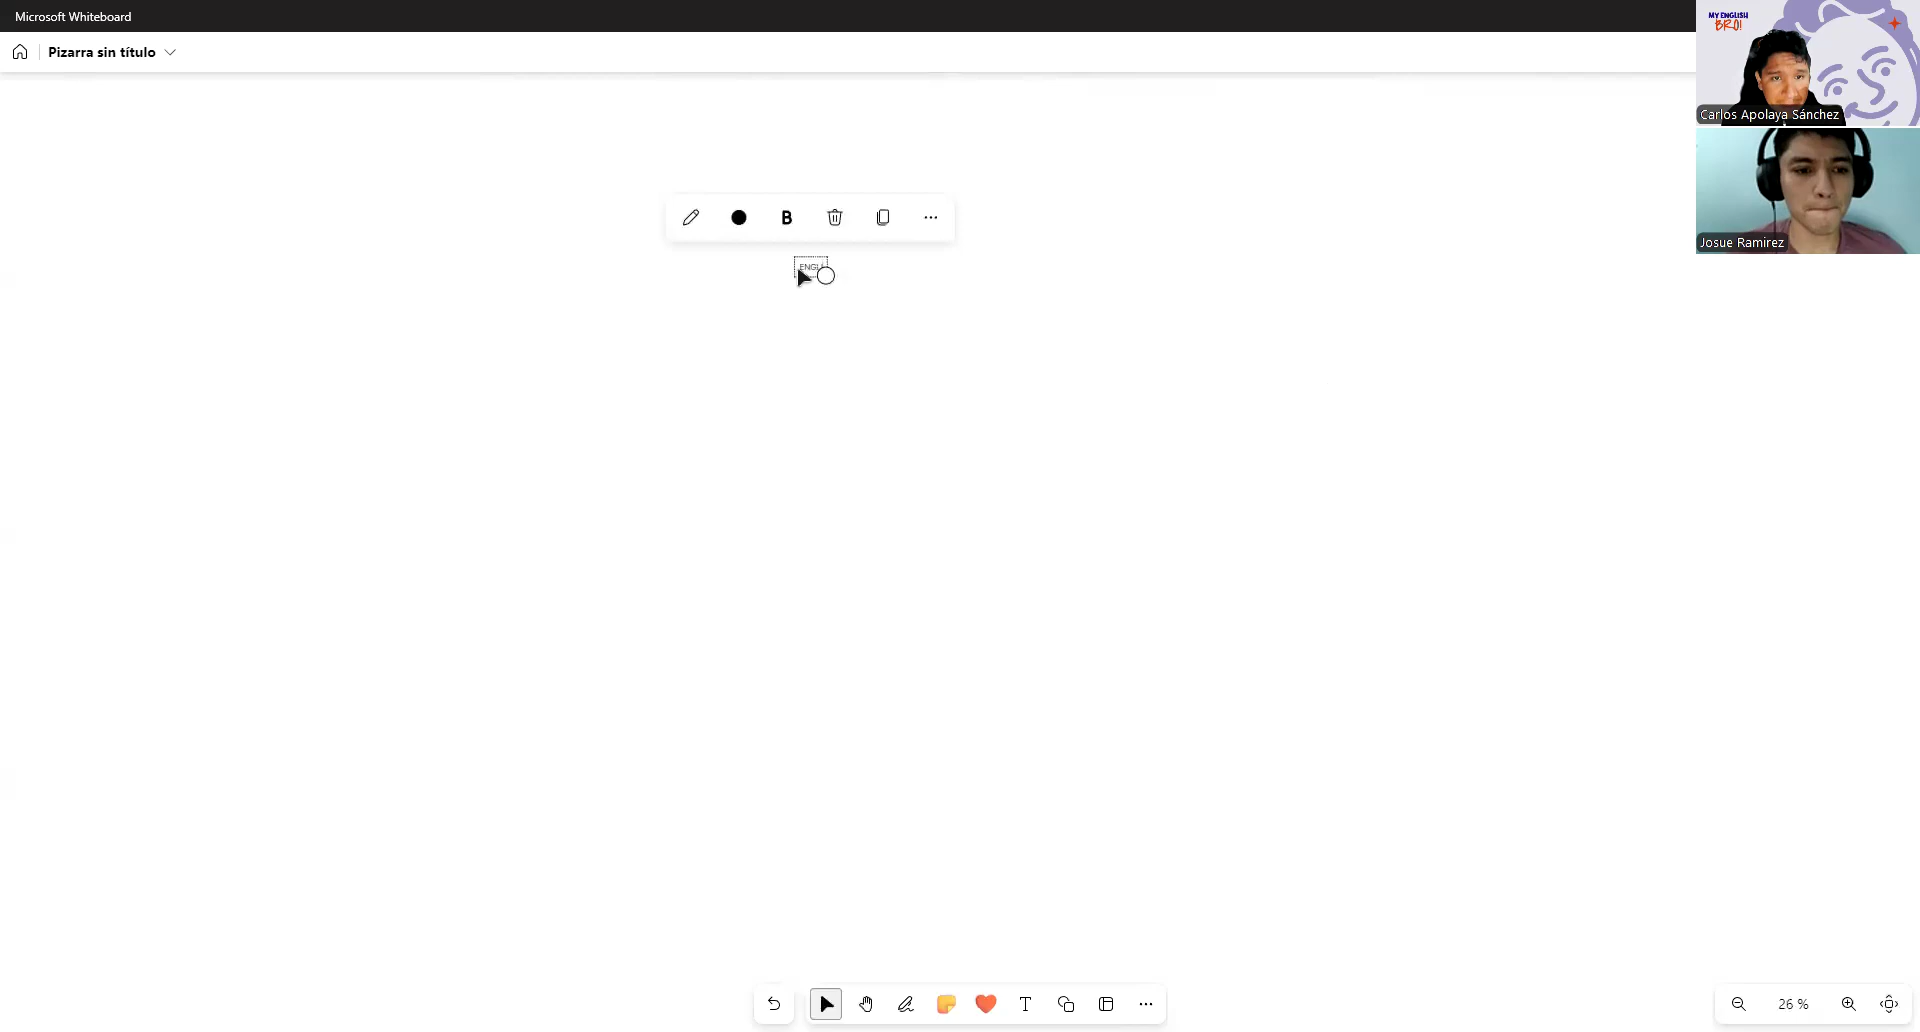 Microsoft Whiteboard
Pizarra sin título
MY ENGLISH
BRO!
Carlos Apolaya Sánchez
Josue Ramirez
B
T
26 %